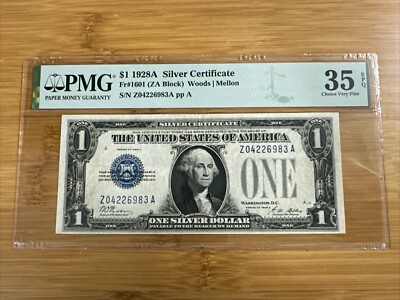 PMG
PAPER MONEY GUARANTY
$1 1928A Silver Certificate
Fr#1601 (ZA Block) Woods | Mellon
S/N Z04226983A pp A
35
EPQ
Choice Very Fine
SILVER CERTIFICATE
THE UNITED STATES OF AMERICA
1
1
Z04226983 A
ONE
Z04226983 A
WASHINGTON, D.C.
ONE SILVER DOLLAR
PAYABLE TO THE BEARER ON DEMAND
1
1